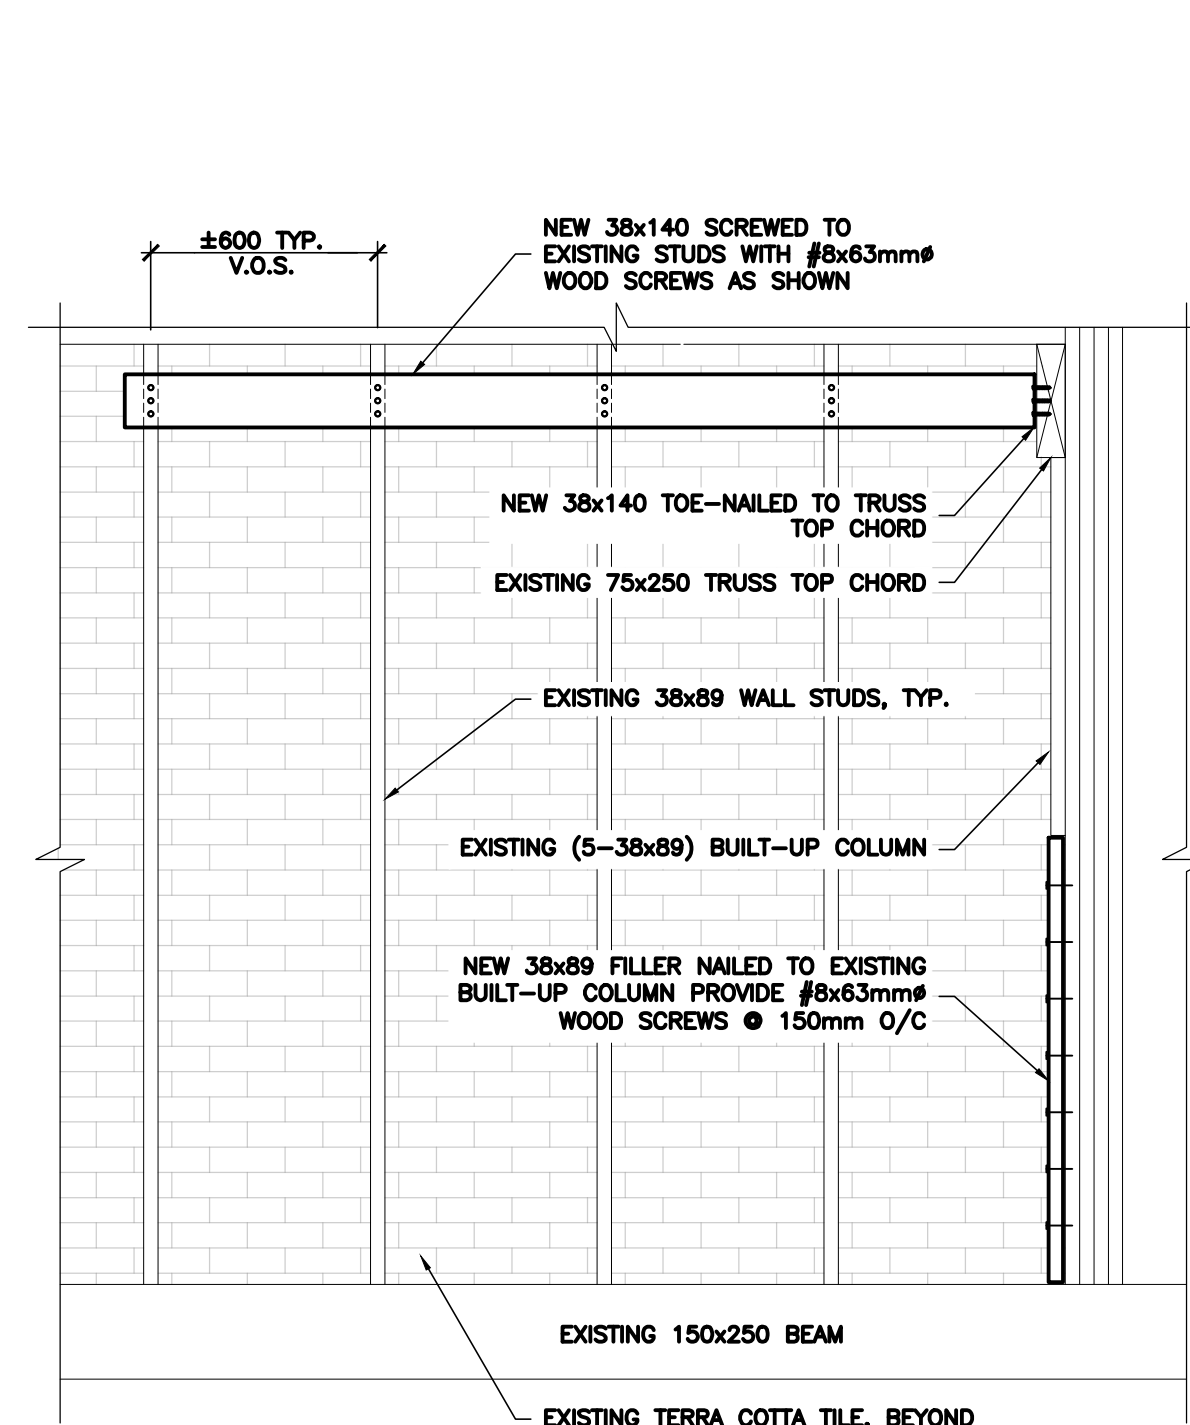 NEW 38x140 SCREWED TO
EXISTING STUDS WITH #8x63mmø
WOOD SCREWS AS SHOWN
±600 TYP.
V.O.S.
NEW 38x140 TOE-NAILED TO TRUSS
TOP CHORD
EXISTING 75x250 TRUSS TOP CHORD
EXISTING 38x89 WALL STUDS, TYP.
EXISTING (5-38x89) BUILT-UP COLUMN
NEW 38x89 FILLER NAILED TO EXISTING
BUILT-UP COLUMN PROVIDE #8x63mmø
WOOD SCREWS @ 150mm O/C
EXISTING 150x250 BEAM
EXISTING TERRA COTTA TILE, BEYOND